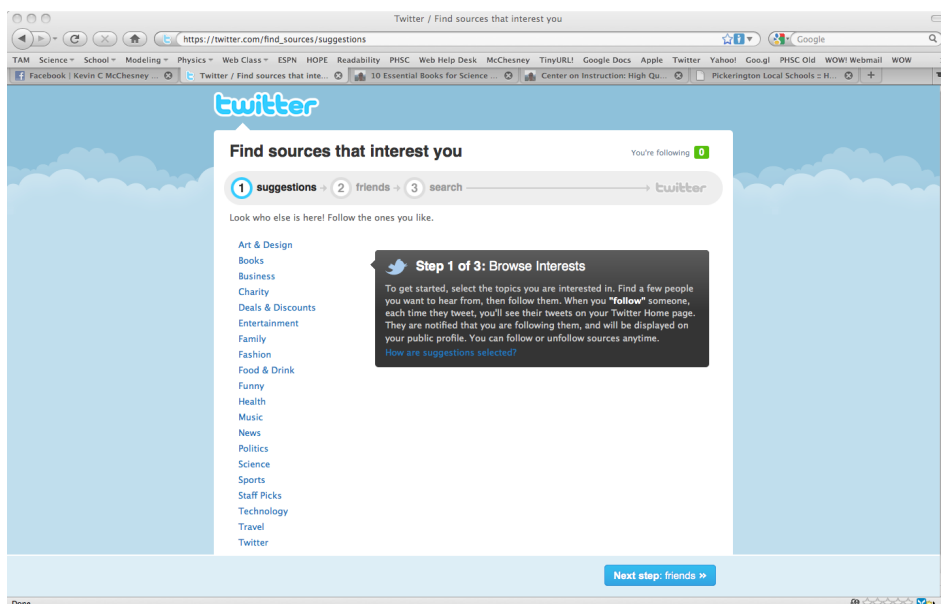 Twitter / Find sources that interest you
https://twitter.com/find_sources/suggestions
Google
TAM Science School Modeling Physics Web Class ESPN HOPE Readability PHSC Web Help Desk McChesney TinyURL! Google Docs Apple Twitter Yahoo! Goo.gl PHSC Old WOW! Webmail WOW
Facebook | Kevin C McChesney ... Twitter / Find sources that inte... 10 Essential Books for Science ... Center on Instruction: High Qu... Pickerington Local Schools :: H...
twitter
Find sources that interest you
You're following 0
1 suggestions 2 friends 3 search twitter
Look who else is here! Follow the ones you like.
Art & Design
Books
Business
Charity
Deals & Discounts
Entertainment
Family
Fashion
Food & Drink
Funny
Health
Music
News
Politics
Science
Sports
Staff Picks
Technology
Travel
Twitter
Step 1 of 3: Browse Interests
To get started, select the topics you are interested in. Find a few people
you want to hear from, then follow them. When you "follow" someone,
each time they tweet, you'll see their tweets on your Twitter Home page.
They are notified that you are following them, and will be displayed on
your public profile. You can follow or unfollow sources anytime.
How are suggestions selected?
Next step: friends »
Done